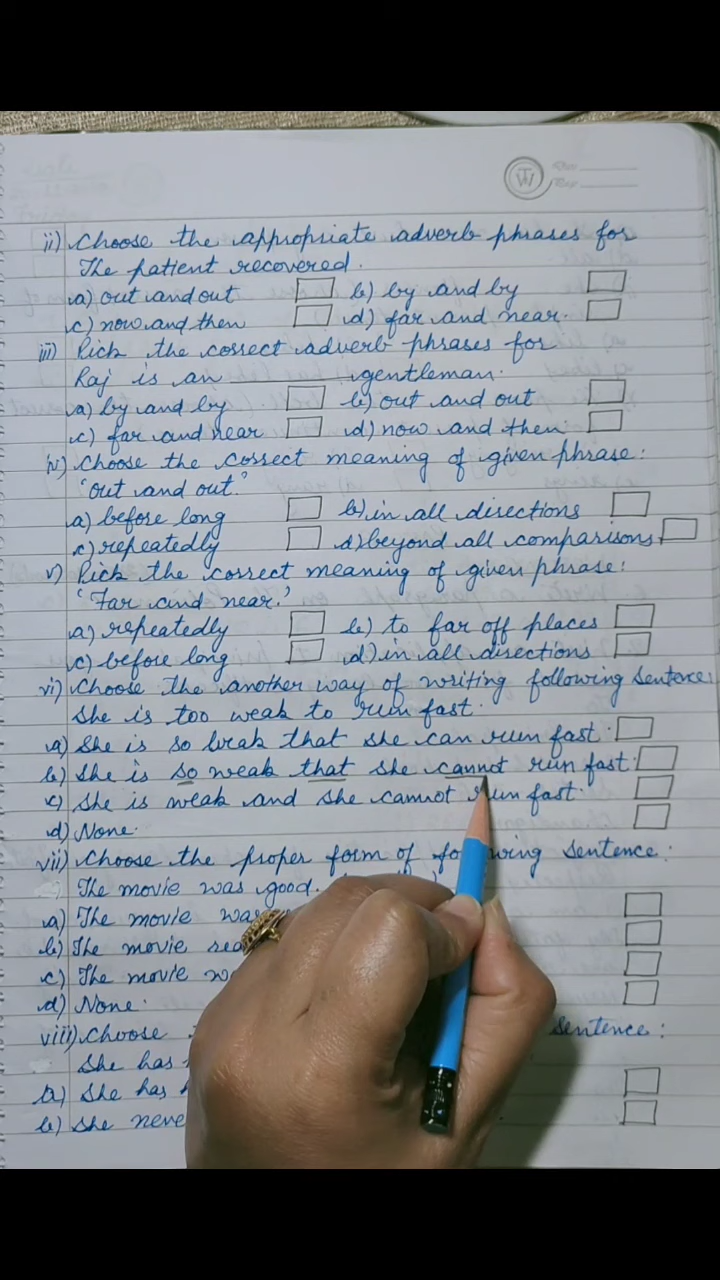 ii) Choose the appropriate adverb phrases for
The patient recovered.
a) out and out b) by and by
c) now and then d) far and near.
iii) Pick the correct adverb phrases for
Raj is an ________ gentleman.
a) by and by b) out and out
c) far and near d) now and then
iv) Choose the correct meaning of given phrase:
'out and out.'
a) before long b) in all directions
c) repeatedly d) beyond all comparisons.
v) Pick the correct meaning of given phrase:
'Far and near.'
a) repeatedly b) to far off places
c) before long d) in all directions
vi) Choose the another way of writing following sentence:
She is too weak to run fast.
a) She is so weak that she can run fast.
b) She is so weak that she cannot run fast.
c) She is weak and she cannot run fast.
d) None.
vii) Choose the proper form of following sentence:
The movie was good.
a) The movie was
b) The movie
c) The movie
d) None.
viii) Choose sentence:
She has
a) She has
b) She never